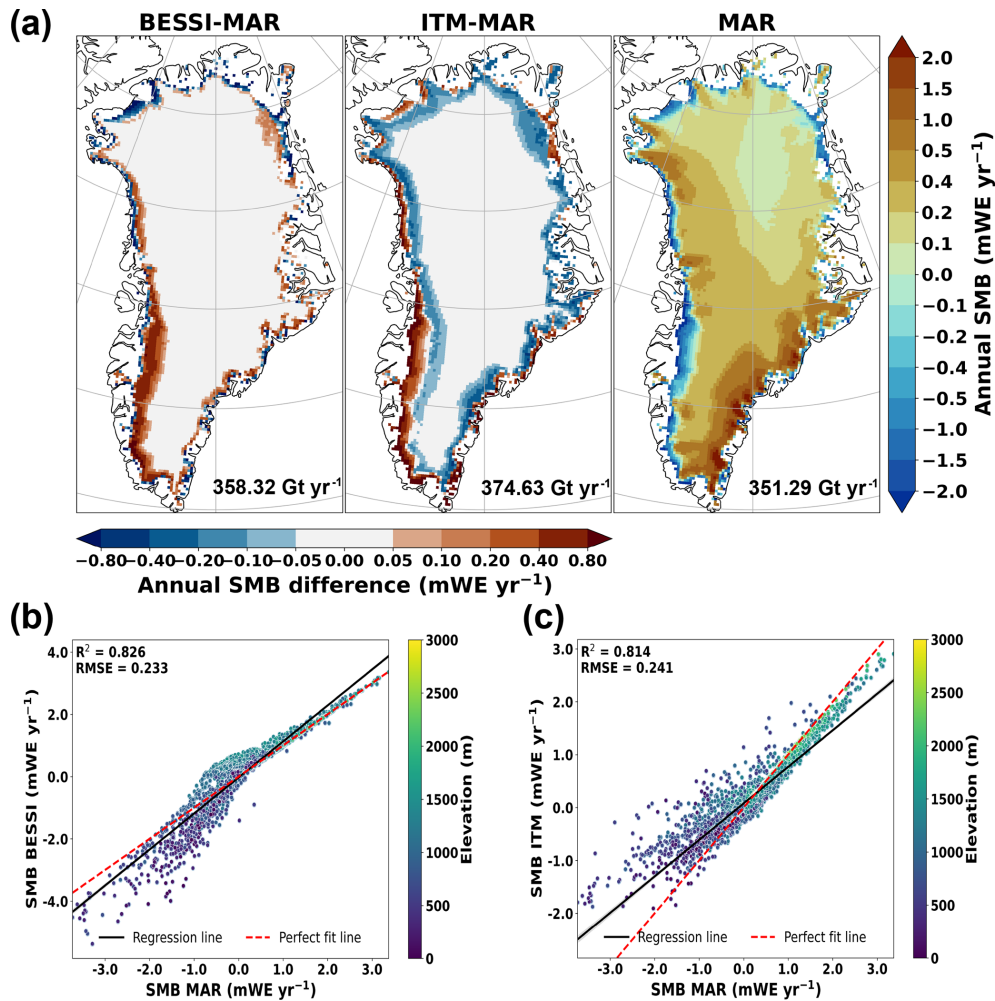 (a)
BESSI-MAR
ITM-MAR
MAR
358.32 Gt yr⁻¹
374.63 Gt yr⁻¹
351.29 Gt yr⁻¹
2.0
1.5
1.0
0.5
0.4
0.2
0.1
0.0
−0.1
−0.2
−0.4
−0.5
−1.0
−1.5
−2.0
Annual SMB (mWE yr⁻¹)
−0.80 −0.40 −0.20 −0.10 −0.05 0.00 0.05 0.10 0.20 0.40 0.80
Annual SMB difference (mWE yr⁻¹)
(b)
R² = 0.826
RMSE = 0.233
SMB BESSI (mWE yr⁻¹)
4.0
2.0
0.0
-2.0
-4.0
Regression line
Perfect fit line
-3.0 -2.0 -1.0 0.0 1.0 2.0 3.0
SMB MAR (mWE yr⁻¹)
3000
2500
2000
1500
1000
500
0
Elevation (m)
(c)
R² = 0.814
RMSE = 0.241
SMB ITM (mWE yr⁻¹)
3.0
2.0
1.0
0.0
-1.0
-2.0
Regression line
Perfect fit line
-3.0 -2.0 -1.0 0.0 1.0 2.0 3.0
SMB MAR (mWE yr⁻¹)
3000
2500
2000
1500
1000
500
0
Elevation (m)